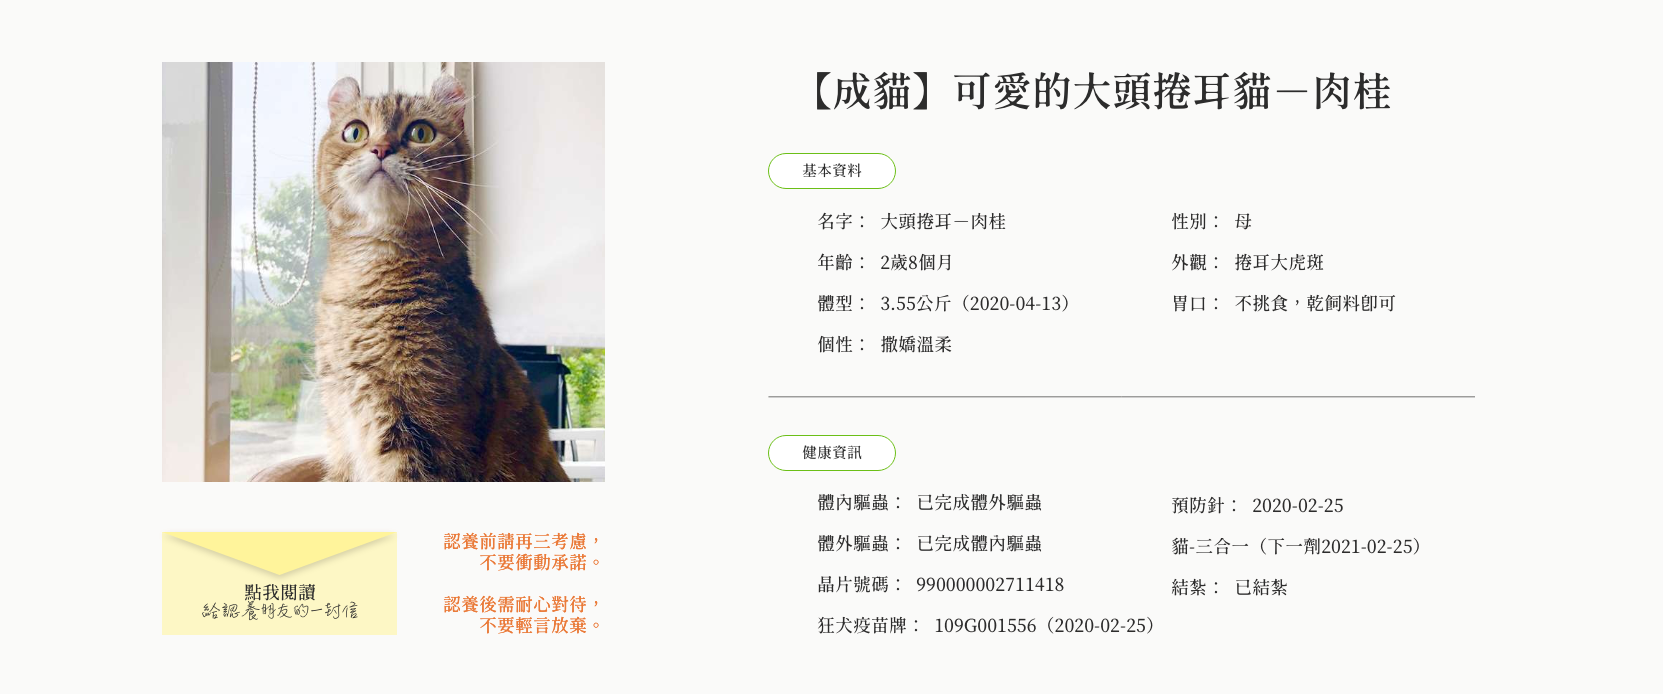 【成貓】可愛的大頭捲耳貓－肉桂
基本資料
名字： 大頭捲耳－肉桂
性別： 母
年齡： 2歲8個月
外觀： 捲耳大虎斑
體型： 3.55公斤（2020-04-13）
胃口： 不挑食，乾飼料即可
個性： 撒嬌溫柔
健康資訊
體內驅蟲： 已完成體外驅蟲
預防針： 2020-02-25
體外驅蟲： 已完成體內驅蟲
貓-三合一（下一劑2021-02-25）
晶片號碼： 990000002711418
結紮： 已結紮
狂犬疫苗牌： 109G001556（2020-02-25）
點我閱讀
給認養朋友的一封信
認養前請再三考慮，
不要衝動承諾。
認養後需耐心對待，
不要輕言放棄。